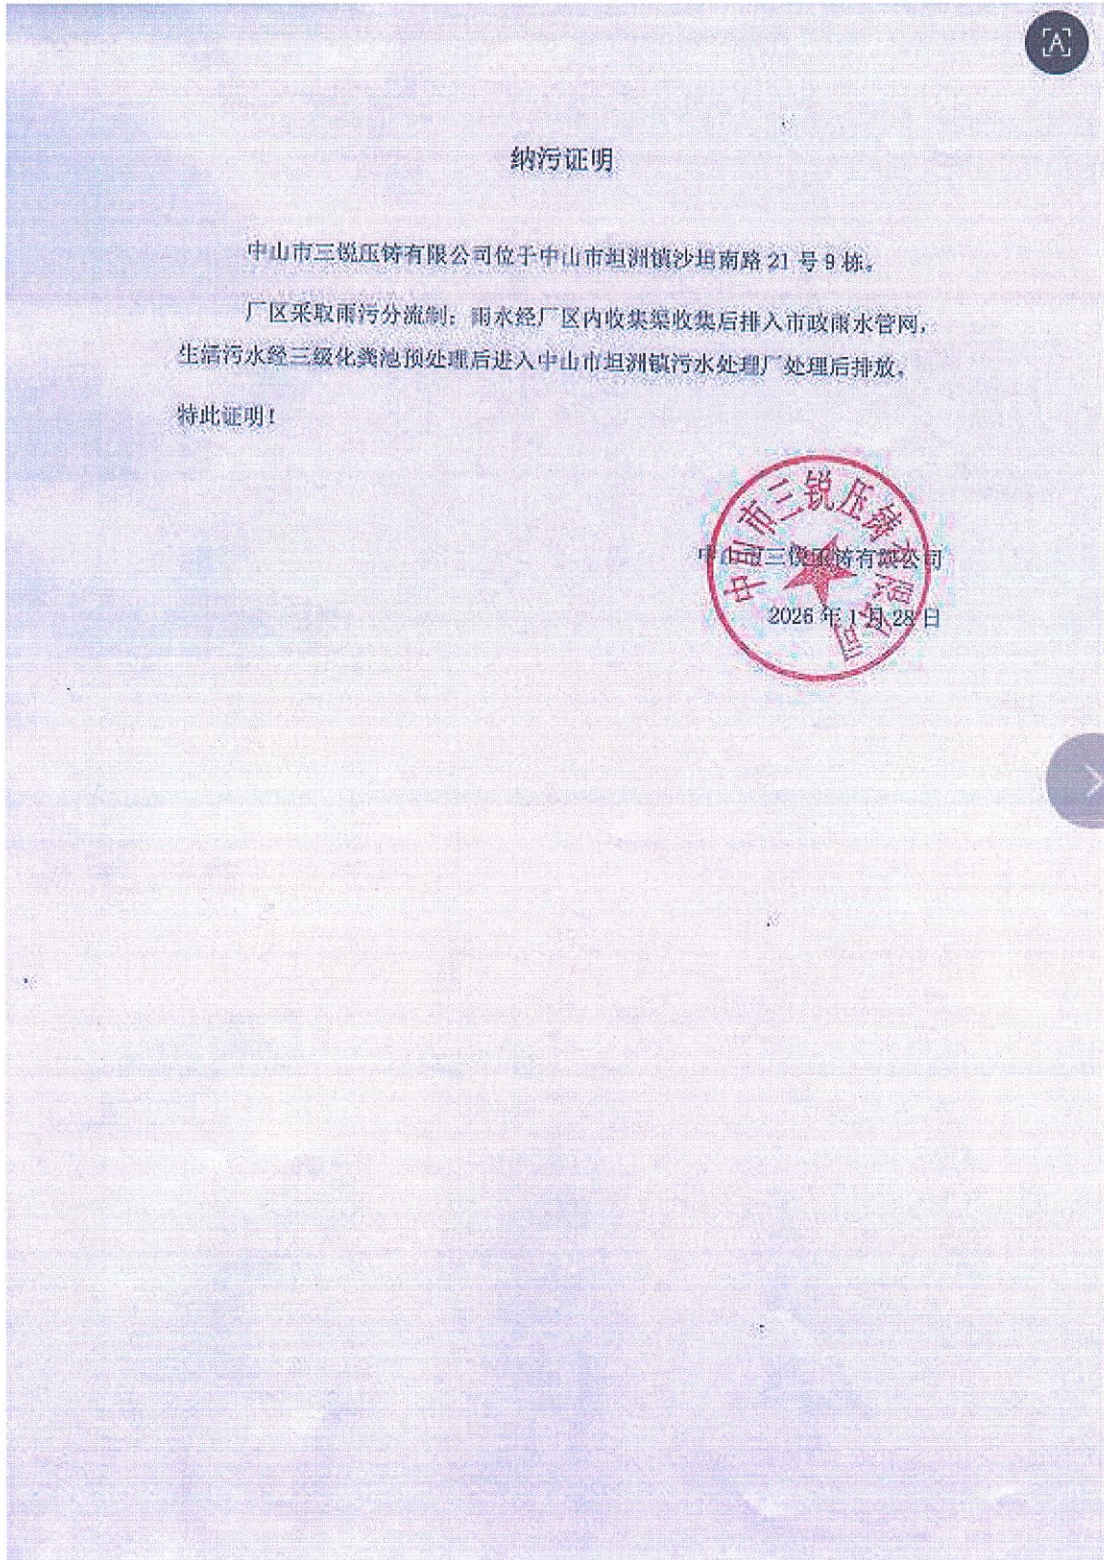 纳污证明
中山市三锐压铸有限公司位于中山市坦洲镇沙坦南路21号9栋。
厂区采取雨污分流制：雨水经厂区内收集渠收集后排入市政雨水管网，
生活污水经三级化粪池预处理后进入中山市坦洲镇污水处理厂处理后排放。
特此证明！
中山市三锐压铸有限公司
中山市三锐压铸有限公司
2026年1月28日